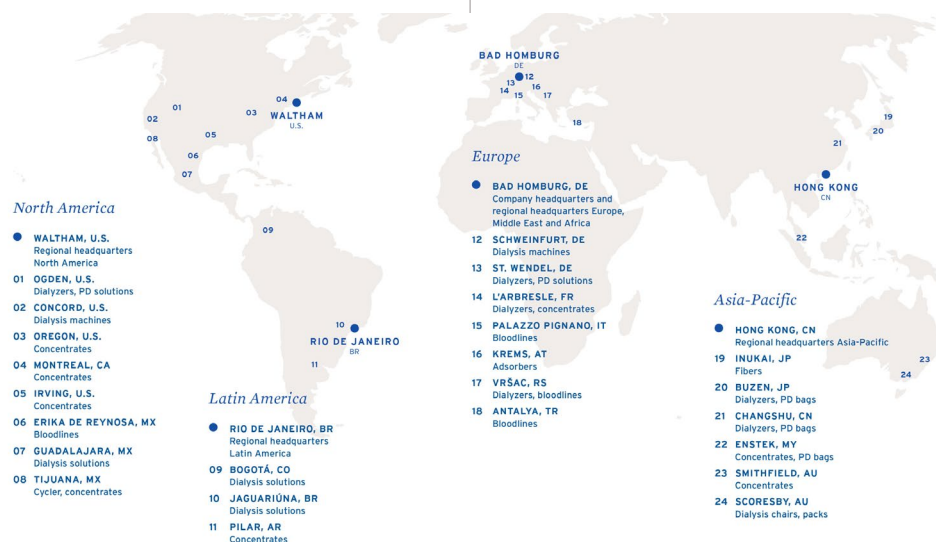 BAD HOMBURG
DE
12
13
16
14
15
17
18
04
01
03
WALTHAM
U.S.
02
05
08
06
07
19
20
21
HONG KONG
CN
22
09
10
RIO DE JANEIRO
BR
11
23
24
North America
WALTHAM, U.S.
Regional headquarters
North America
01 OGDEN, U.S.
Dialyzers, PD solutions
02 CONCORD, U.S.
Dialysis machines
03 OREGON, U.S.
Concentrates
04 MONTREAL, CA
Concentrates
05 IRVING, U.S.
Concentrates
06 ERIKA DE REYNOSA, MX
Bloodlines
07 GUADALAJARA, MX
Dialysis solutions
08 TIJUANA, MX
Cycler, concentrates
Latin America
RIO DE JANEIRO, BR
Regional headquarters
Latin America
09 BOGOTÁ, CO
Dialysis solutions
10 JAGUARIÚNA, BR
Dialysis solutions
11 PILAR, AR
Concentrates
Europe
BAD HOMBURG, DE
Company headquarters and
regional headquarters Europe,
Middle East and Africa
12 SCHWEINFURT, DE
Dialysis machines
13 ST. WENDEL, DE
Dialyzers, PD solutions
14 L'ARBRESLE, FR
Dialyzers, concentrates
15 PALAZZO PIGNANO, IT
Bloodlines
16 KREMS, AT
Adsorbers
17 VRŠAC, RS
Dialyzers, bloodlines
18 ANTALYA, TR
Bloodlines
Asia-Pacific
HONG KONG, CN
Regional headquarters Asia-Pacific
19 INUKAI, JP
Fibers
20 BUZEN, JP
Dialyzers, PD bags
21 CHANGSHU, CN
Dialyzers, PD bags
22 ENSTEK, MY
Concentrates, PD bags
23 SMITHFIELD, AU
Concentrates
24 SCORESBY, AU
Dialysis chairs, packs